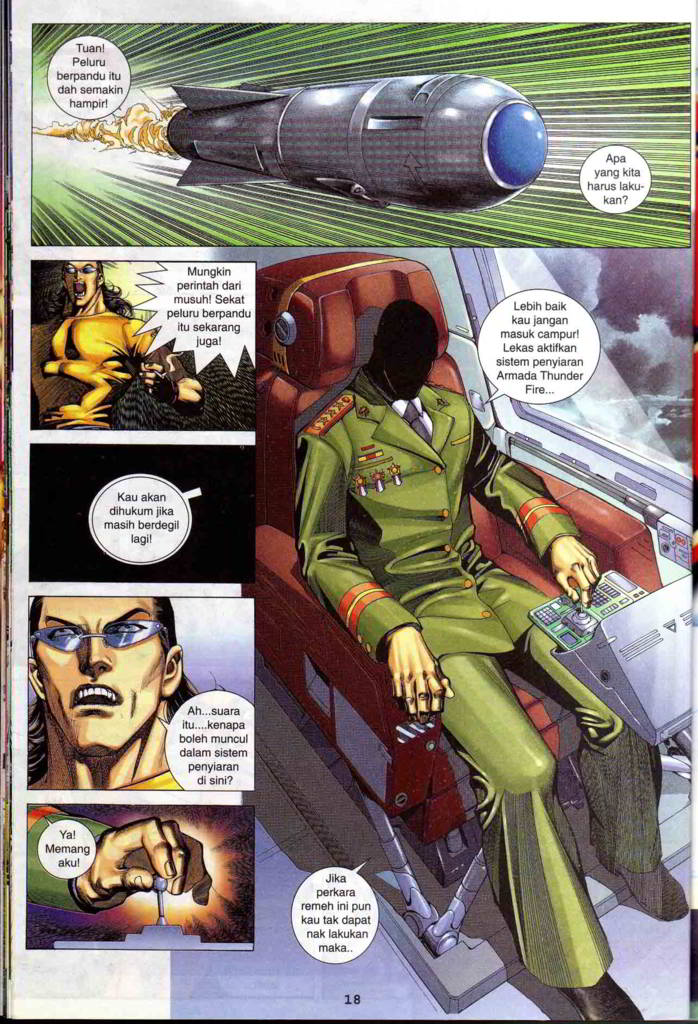 Tuan!
Peluru
berpandu itu
dah semakin
hampir!
Apa
yang kita
harus laku-
kan?
Mungkin
perintah dari
musuh! Sekat
peluru berpandu
itu sekarang
juga!
Lebih baik
kau jangan
masuk campur!
Lekas aktifkan
sistem penyiaran
Armada Thunder
Fire...
Kau akan
dihukum jika
masih berdegil
lagi!
Ah...suara
itu....kenapa
boleh muncul
dalam sistem
penyiaran
di sini?
Ya!
Memang
aku!
Jika
perkara
remeh ini pun
kau tak dapat
nak lakukan
maka..
18